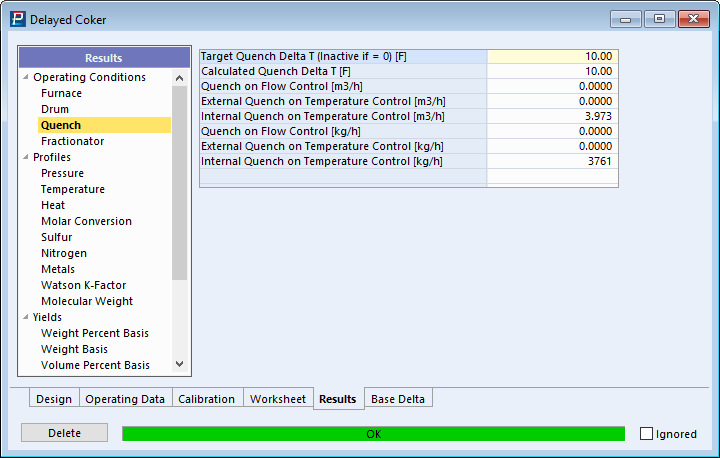 Delayed Coker
Results
Operating Conditions
Furnace
Drum
Quench
Fractionator
Profiles
Pressure
Temperature
Heat
Molar Conversion
Sulfur
Nitrogen
Metals
Watson K-Factor
Molecular Weight
Yields
Weight Percent Basis
Weight Basis
Volume Percent Basis
Target Quench Delta T (Inactive if = 0) [F] 10.00
Calculated Quench Delta T [F] 10.00
Quench on Flow Control [m3/h] 0.0000
External Quench on Temperature Control [m3/h] 0.0000
Internal Quench on Temperature Control [m3/h] 3.973
Quench on Flow Control [kg/h] 0.0000
External Quench on Temperature Control [kg/h] 0.0000
Internal Quench on Temperature Control [kg/h] 3761
Design Operating Data Calibration Worksheet Results Base Delta
Delete OK Ignored